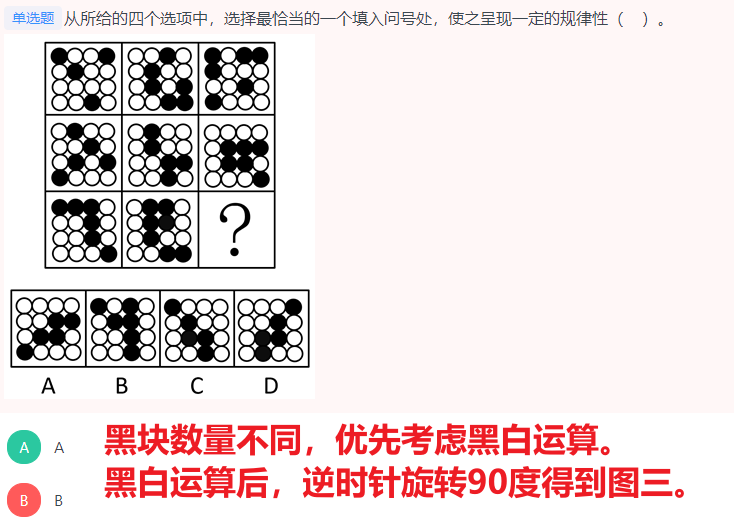 单选题 从所给的四个选项中，选择最恰当的一个填入问号处，使之呈现一定的规律性（ ）。
?
A B C D
A A
黑块数量不同，优先考虑黑白运算。
黑白运算后，逆时针旋转90度得到图三。
B B